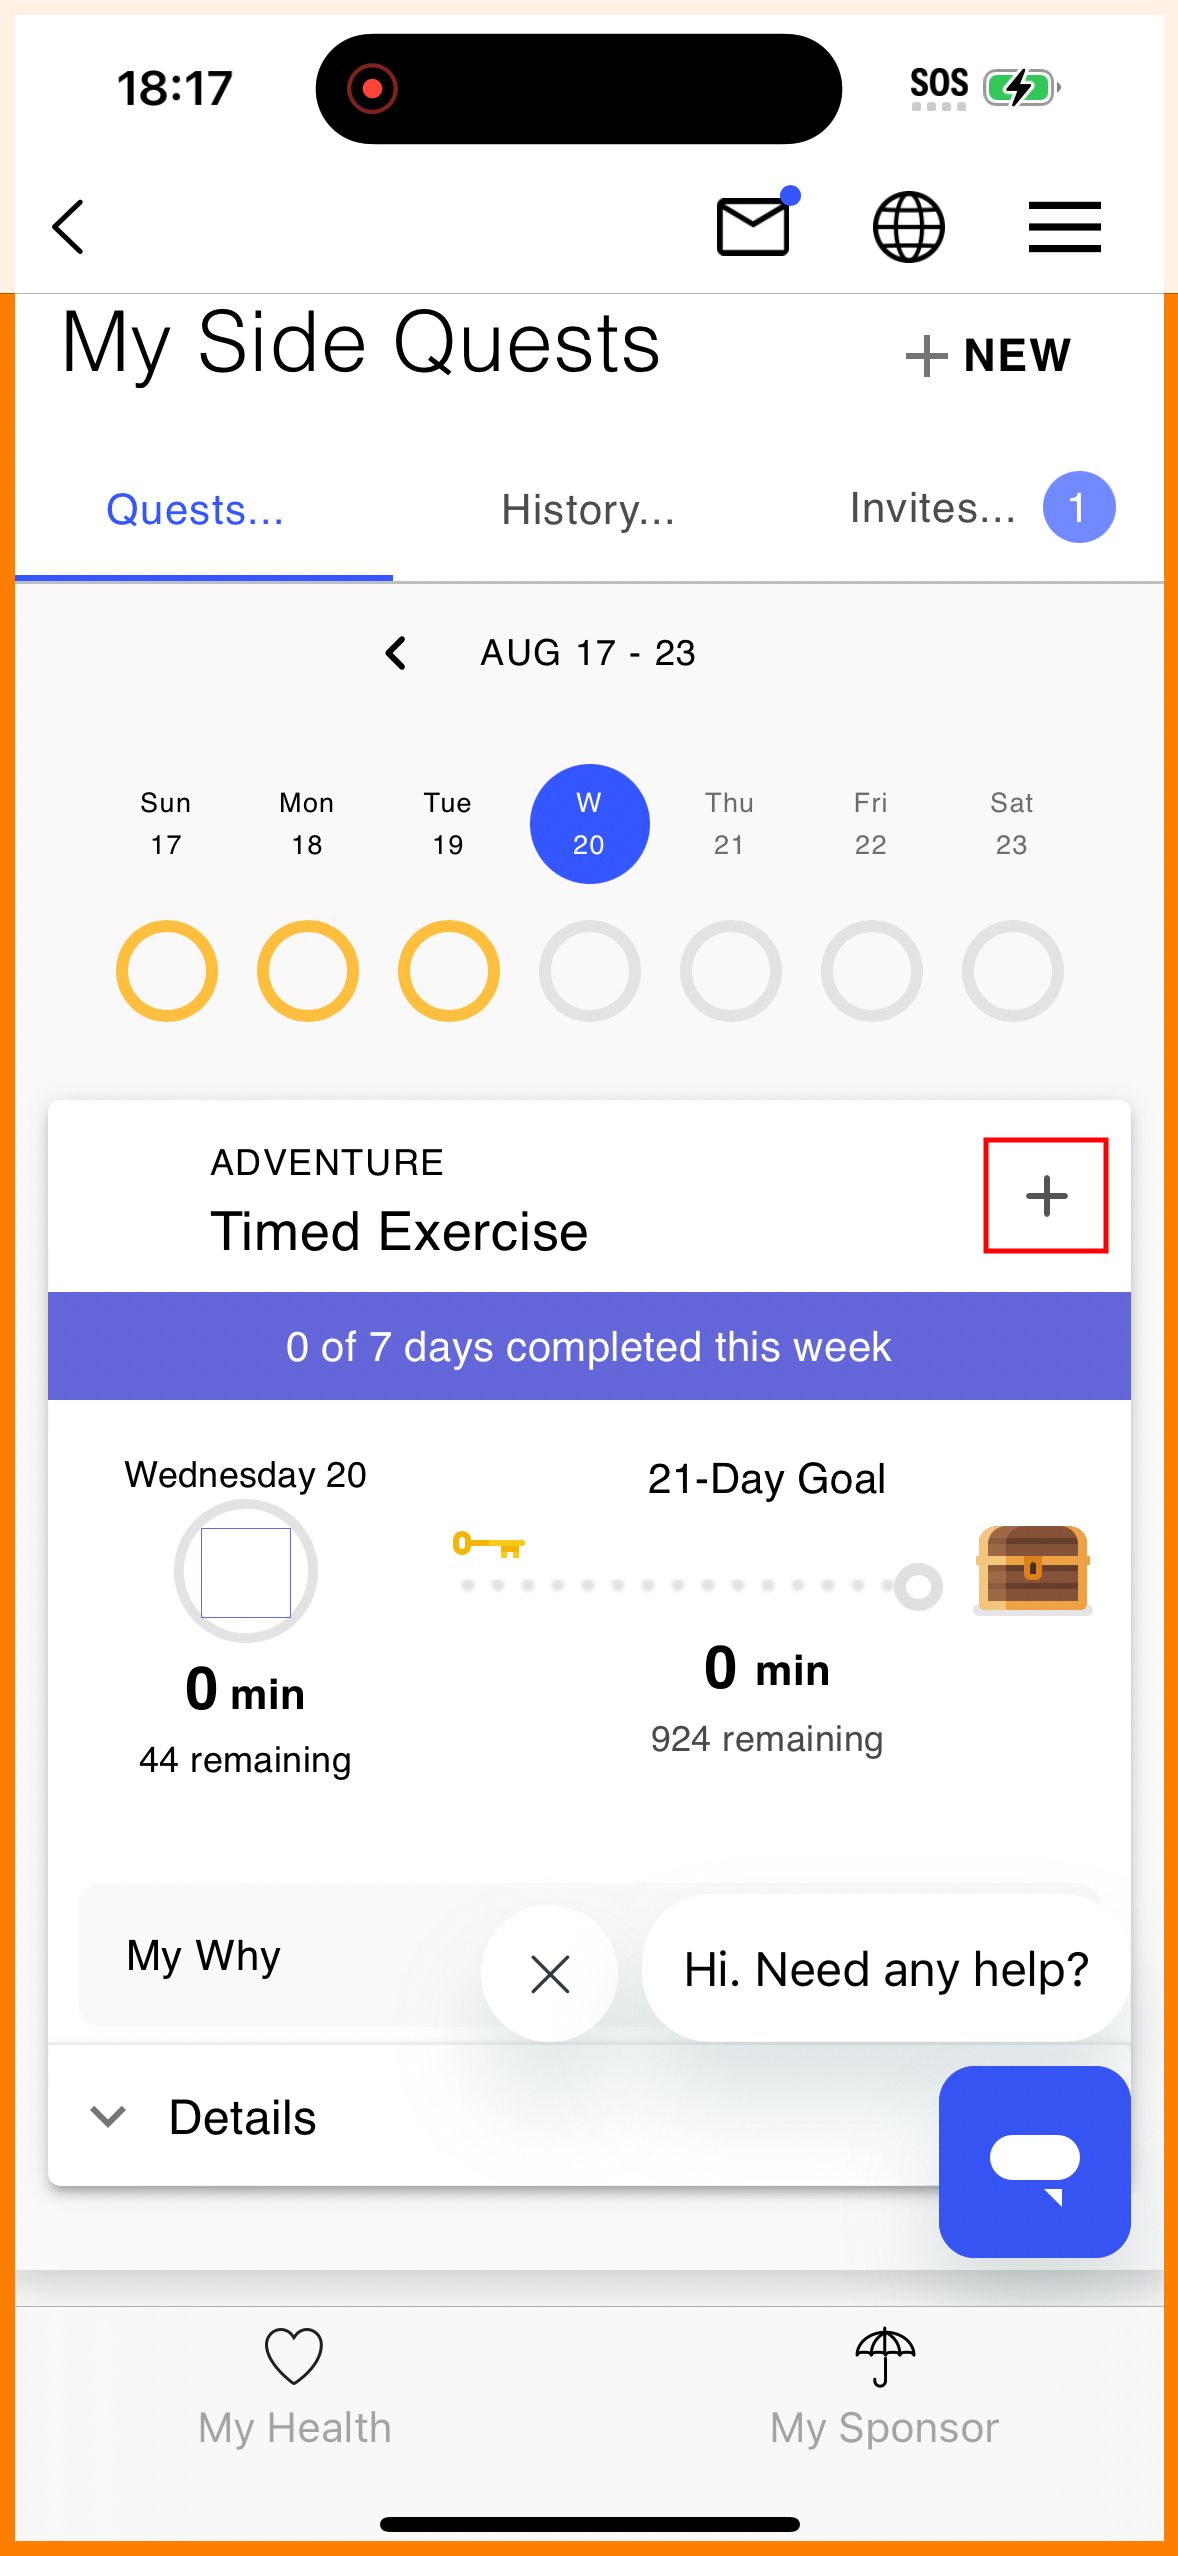 18:17
SOS
My Side Quests
NEW
Quests...
History...
Invites...
1
AUG 17 - 23
Sun
Mon
Tue
W
Thu
Fri
Sat
17
18
19
20
21
22
23
ADVENTURE
Timed Exercise
0 of 7 days completed this week
Wednesday 20
21-Day Goal
0 min
44 remaining
0 min
924 remaining
My Why
Hi. Need any help?
Details
My Health
My Sponsor